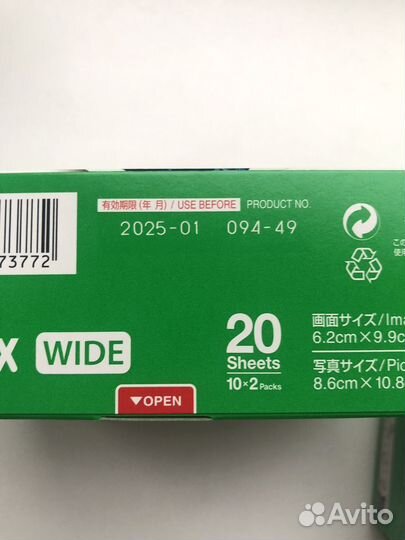 有効期限(年 月) / USE BEFORE PRODUCT NO.
2025-01 094-49
73772
X WIDE
20
Sheets
10×2 Packs
画面サイズ/Ima
6.2cm×9.9c
写真サイズ/Pic
8.6cm×10.8
この
▼OPEN
Avito